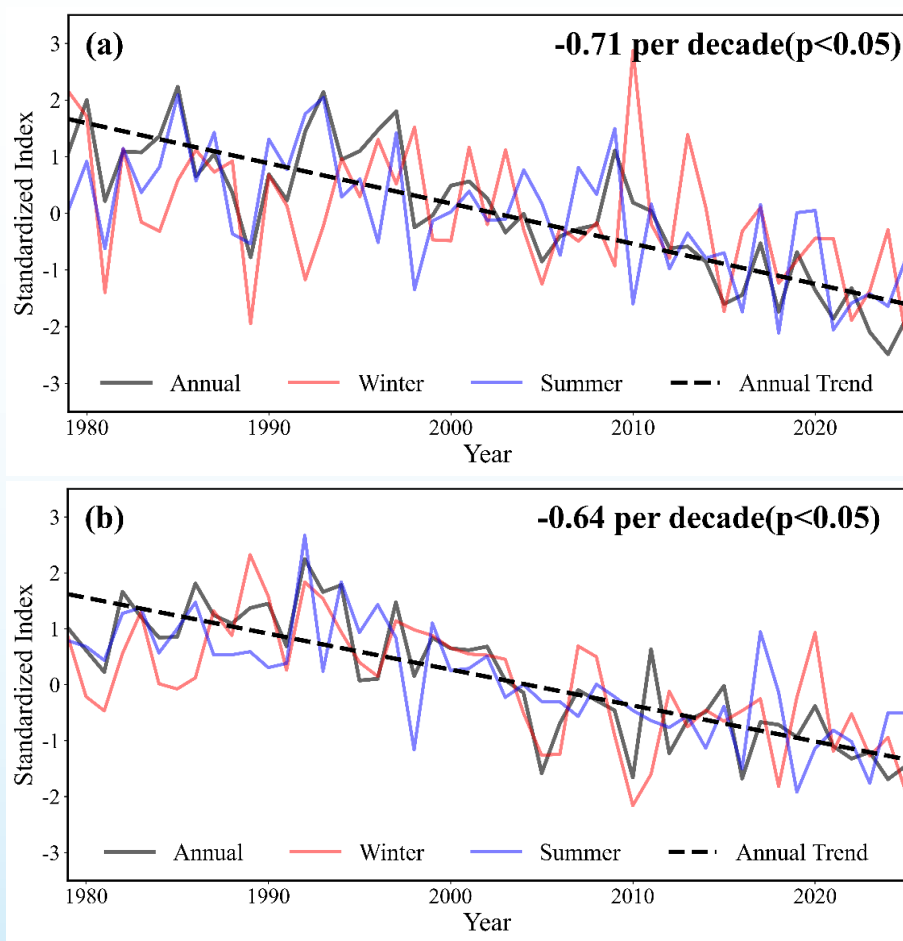 (a) -0.71 per decade(p<0.05)
3
2
1
0
-1
-2
-3
Standardized Index
Annual Winter Summer Annual Trend
1980 1990 2000 2010 2020
Year
(b) -0.64 per decade(p<0.05)
3
2
1
0
-1
-2
-3
Standardized Index
Annual Winter Summer Annual Trend
1980 1990 2000 2010 2020
Year